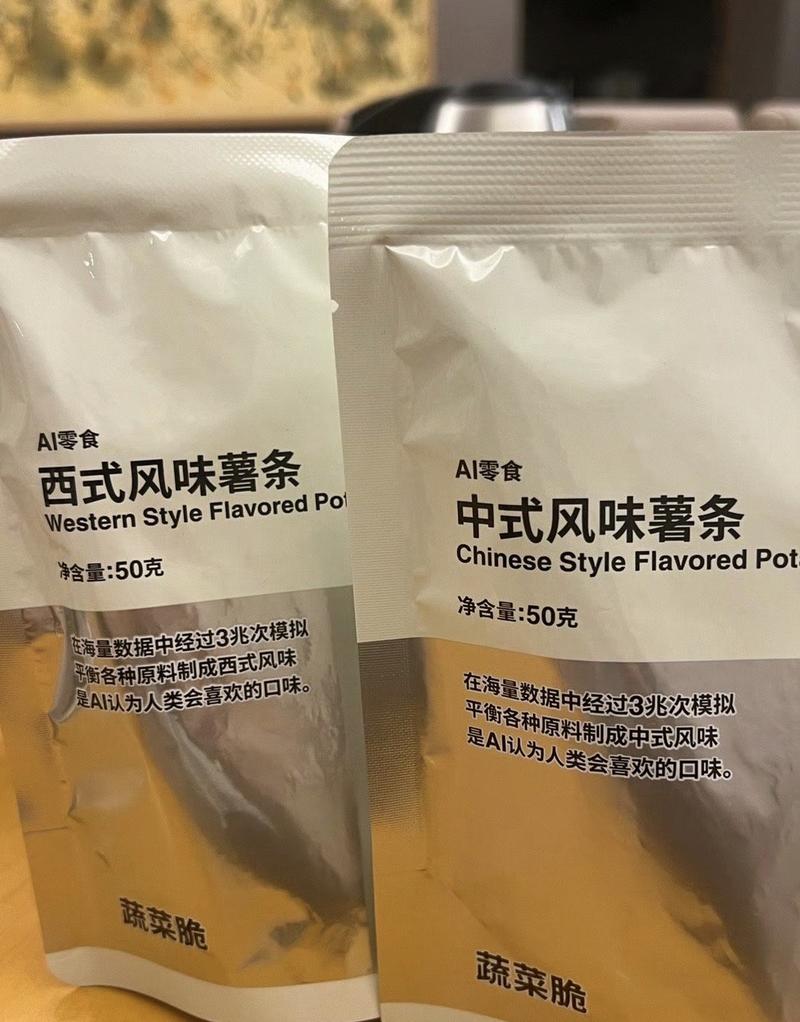 AI零食
西式风味薯条
Western Style Flavored
净含量:50克
在海量数据中经过3兆次模拟
平衡各种原料制成西式风味
是AI认为人类会喜欢的口味。
蔬菜脆
AI零食
中式风味薯条
Chinese Style Flavored
净含量:50克
在海量数据中经过3兆次模拟
平衡各种原料制成中式风味
是AI认为人类会喜欢的口味。
蔬菜脆